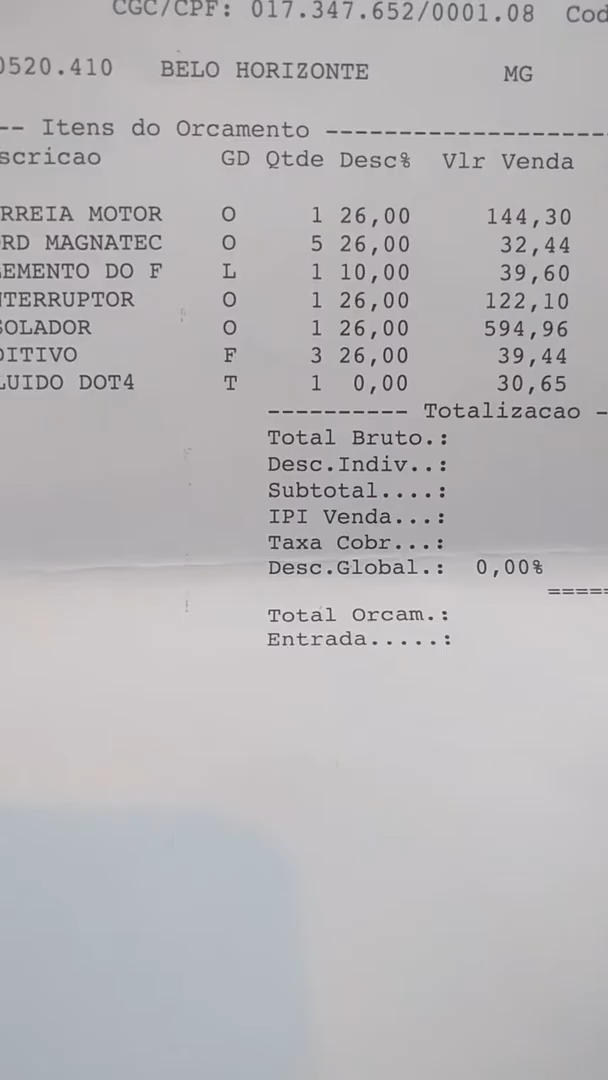 CGC/CPF: 017.347.652/0001.08 Cod
0520.410 BELO HORIZONTE MG
-- Itens do Orcamento -------------------
scricao GD Qtde Desc% Vlr Venda
RREIA MOTOR O 1 26,00 144,30
RD MAGNATEC O 5 26,00 32,44
EMENTO DO F L 1 10,00 39,60
TERRUPTOR O 1 26,00 122,10
SOLADOR O 1 26,00 594,96
DITIVO F 3 26,00 39,44
LUIDO DOT4 T 1 0,00 30,65
---------- Totalizacao -
Total Bruto.:
Desc.Indiv..:
Subtotal....:
IPI Venda...:
Taxa Cobr...:
Desc.Global.: 0,00%
=====
Total Orcam.:
Entrada.....: